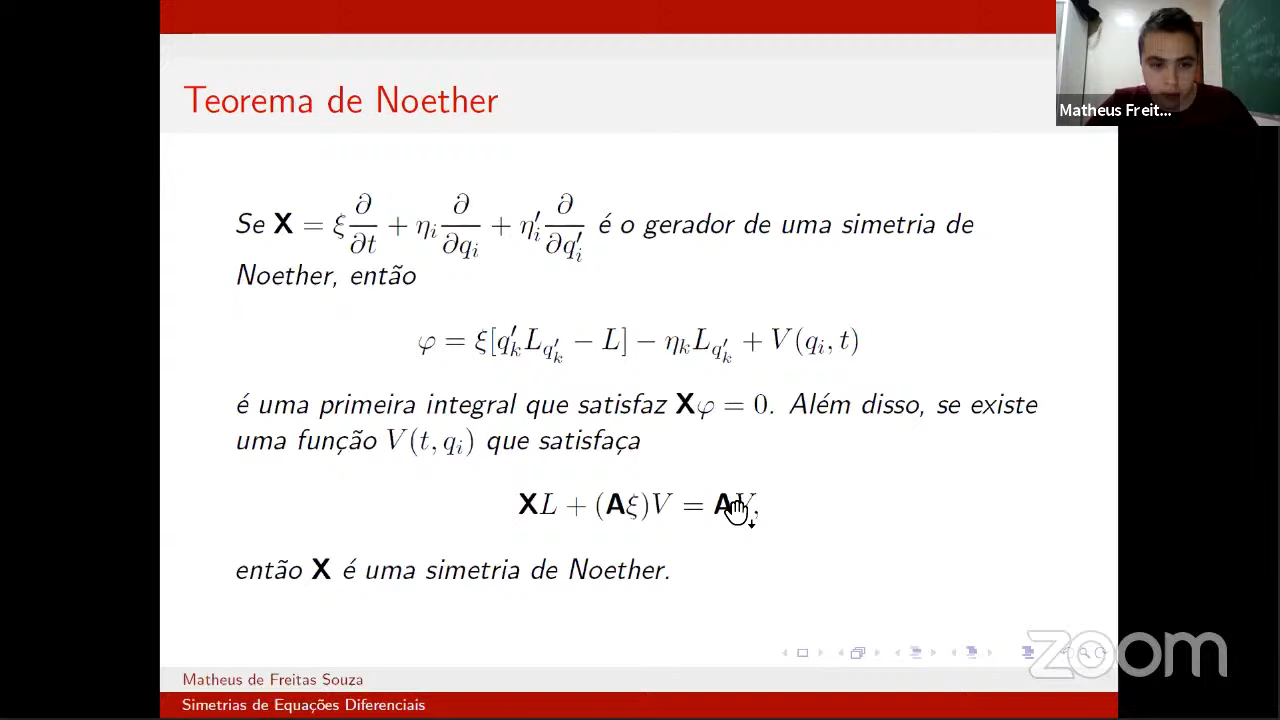 Matheus Freit...
Teorema de Noether
Se X = ξ ∂/∂t + η_i ∂/∂q_i + η′_i ∂/∂q′_i é o gerador de uma simetria de
Noether, então
φ = ξ[q′_k L_{q′_k} − L] − η_k L_{q′_k} + V(q_i, t)
é uma primeira integral que satisfaz Xφ = 0. Além disso, se existe
uma função V(t, q_i) que satisfaça
XL + (Aξ)V = AV,
então X é uma simetria de Noether.
zoom
Matheus de Freitas Souza
Simetrias de Equações Diferenciais